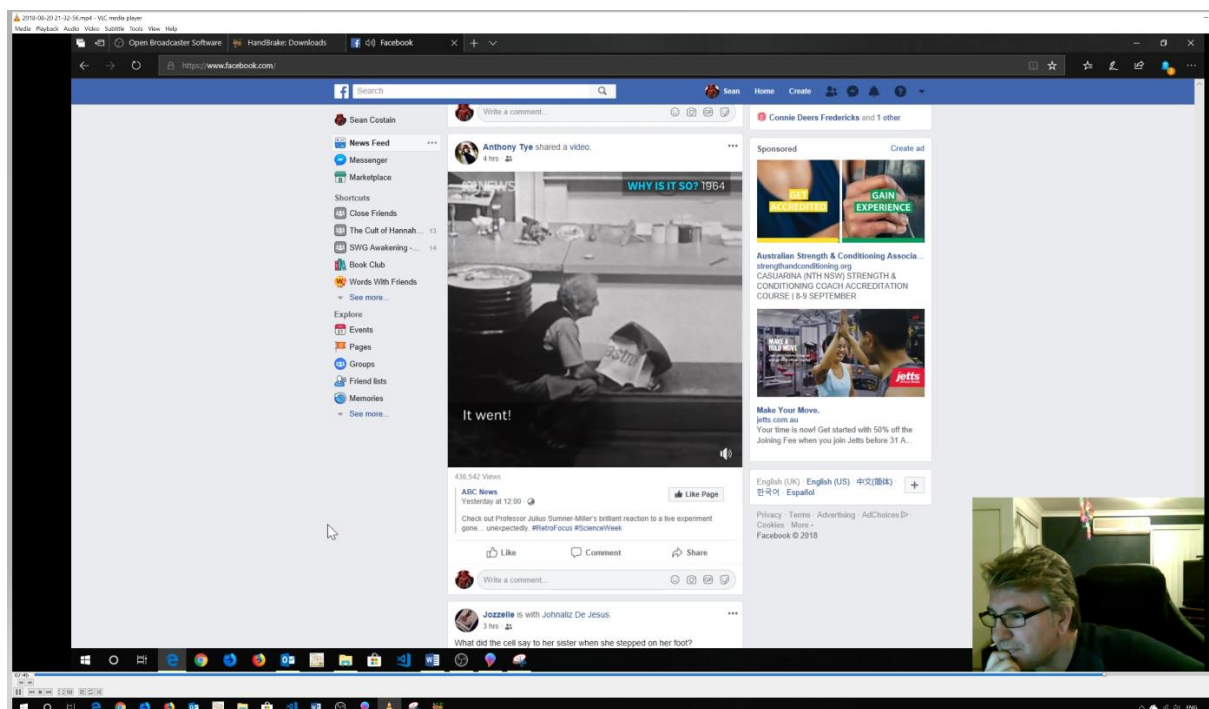 2018-08-20 21-32-56.mp4 - VLC media player
Media Playback Audio Video Subtitle Tools View Help
Open Broadcaster Software
HandBrake: Downloads
Facebook
https://www.facebook.com/
Search
Sean
Home
Create
Sean Costain
News Feed
Messenger
Marketplace
Shortcuts
Close Friends
The Cult of Hannah... 13
SWG Awakening -... 14
Book Club
Words With Friends
See more...
Explore
Events
Pages
Groups
Friend lists
Memories
See more...
Write a comment...
Anthony Tye shared a video.
4 hrs
NEWS
WHY IS IT SO? 1964
It went!
436,542 Views
ABC News
Yesterday at 12:00
Like Page
Check out Professor Julius Sumner-Miller's brilliant reaction to a live experiment
gone... unexpectedly. #RetroFocus #ScienceWeek
Like
Comment
Share
Write a comment...
Jozzelle is with Johnaliz De Jesus.
3 hrs
What did the cell say to her sister when she stepped on her foot?
Connie Deers Fredericks and 1 other
Sponsored
Create ad
GET
ACCREDITED
GAIN
EXPERIENCE
Australian Strength & Conditioning Associa...
strengthandconditioning.org
CASUARINA (NTH NSW) STRENGTH &
CONDITIONING COACH ACCREDITATION
COURSE | 8-9 SEPTEMBER
MAKE A
BOLD MOVE
jetts
Make Your Move.
jetts.com.au
Your time is now! Get started with 50% off the
Joining Fee when you join Jetts before 31 A...
English (UK) · English (US) · 中文(简体) ·
한국어 · Español
Privacy · Terms · Advertising · AdChoices
Cookies · More
Facebook © 2018
07:46
ENG